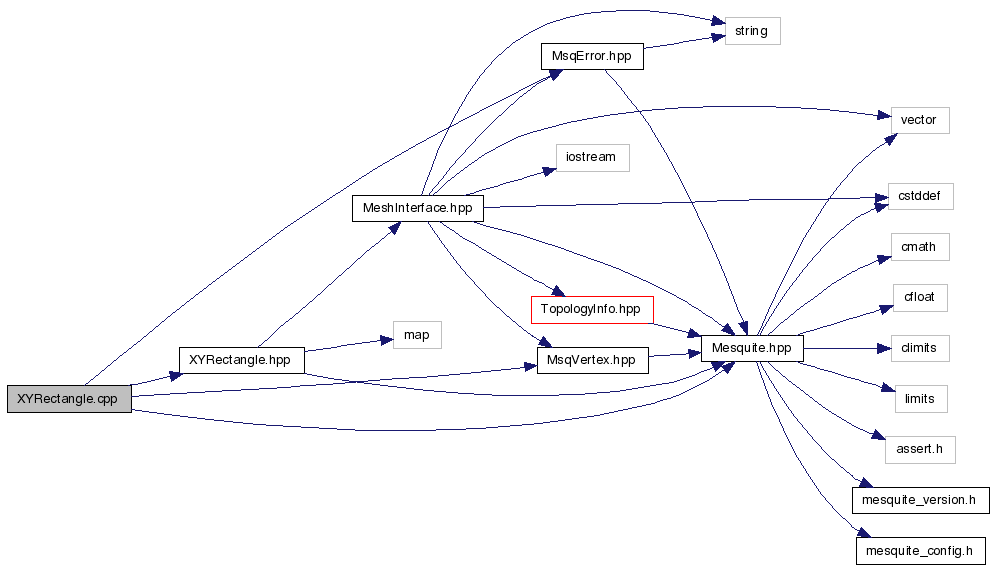 string
MsqError.hpp
vector
iostream
cstddef
MeshInterface.hpp
cmath
cfloat
TopologyInfo.hpp
map
climits
Mesquite.hpp
XYRectangle.hpp
MsqVertex.hpp
limits
XYRectangle.cpp
assert.h
mesquite_version.h
mesquite_config.h